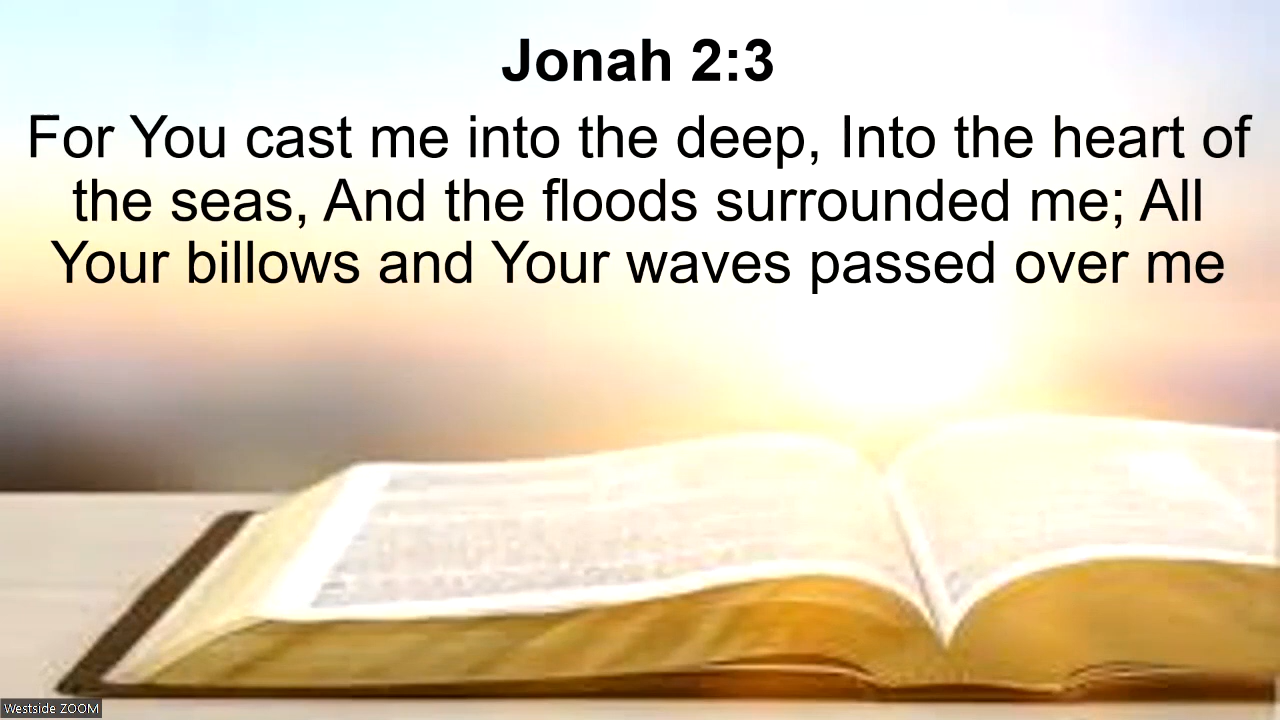 Jonah 2:3
For You cast me into the deep, Into the heart of
the seas, And the floods surrounded me; All
Your billows and Your waves passed over me
Westside ZOOM